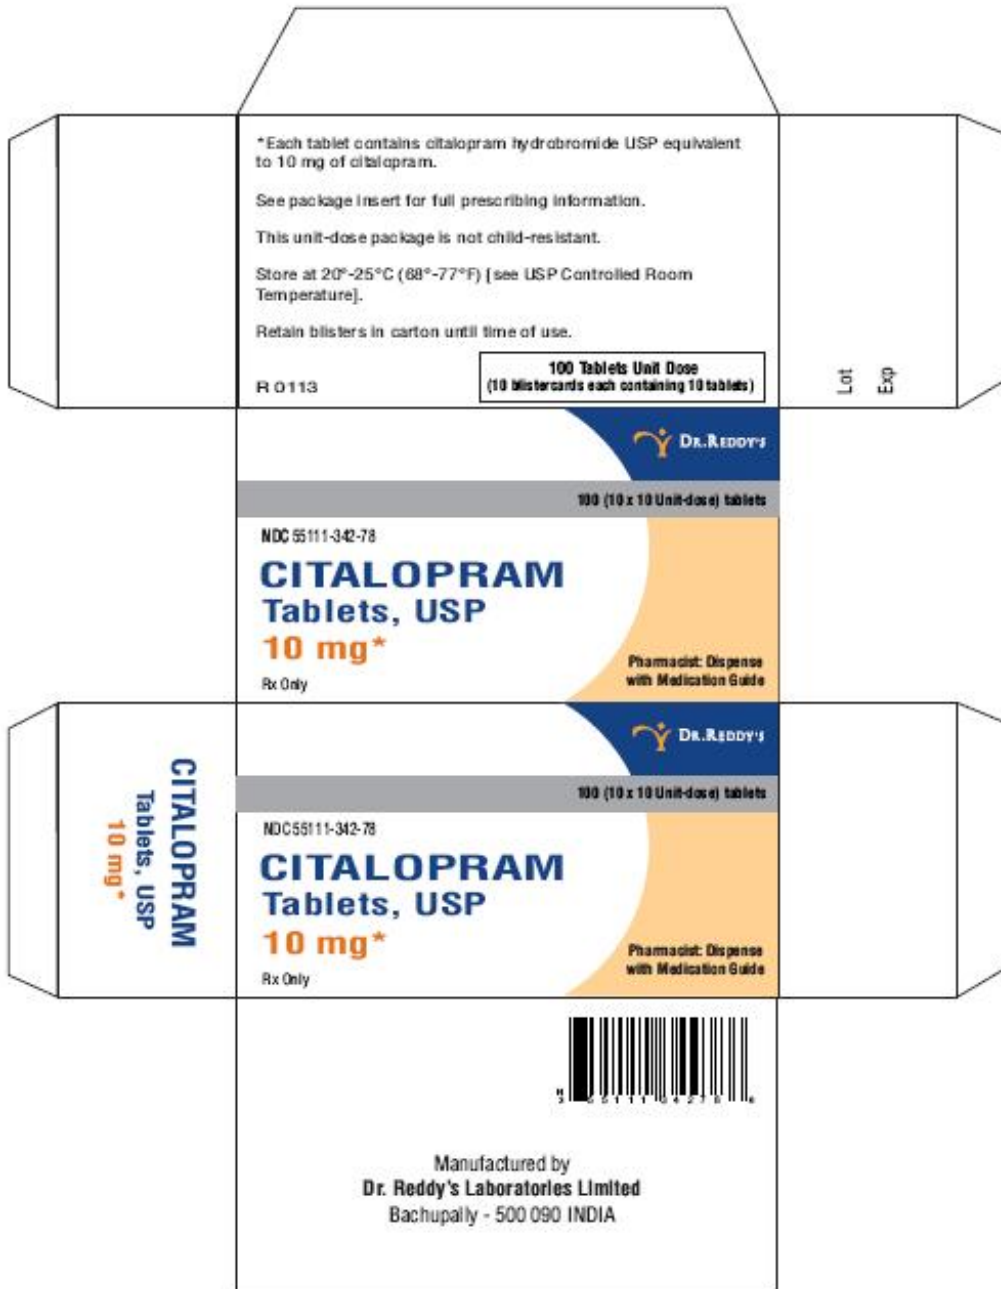 *Each tablet contains citalopram hydrobromide USP equivalent
to 10 mg of citalopram.
See package insert for full prescribing information.
This unit-dose package is not child-resistant.
Store at 20°-25°C (68°-77°F) [see USP Controlled Room
Temperature].
Retain blisters in carton until time of use.
R 0113
100 Tablets Unit Dose
(10 blistercards each containing 10 tablets)
Lot
Exp
DR.REDDY'S
100 (10 x 10 Unit-dose) tablets
NDC 55111-342-78
CITALOPRAM
Tablets, USP
10 mg*
Rx Only
Pharmacist: Dispense
with Medication Guide
CITALOPRAM
Tablets, USP
10 mg*
DR.REDDY'S
100 (10 x 10 Unit-dose) tablets
NDC 55111-342-78
CITALOPRAM
Tablets, USP
10 mg*
Rx Only
Pharmacist: Dispense
with Medication Guide
Manufactured by
Dr. Reddy's Laboratories Limited
Bachupally - 500 090 INDIA